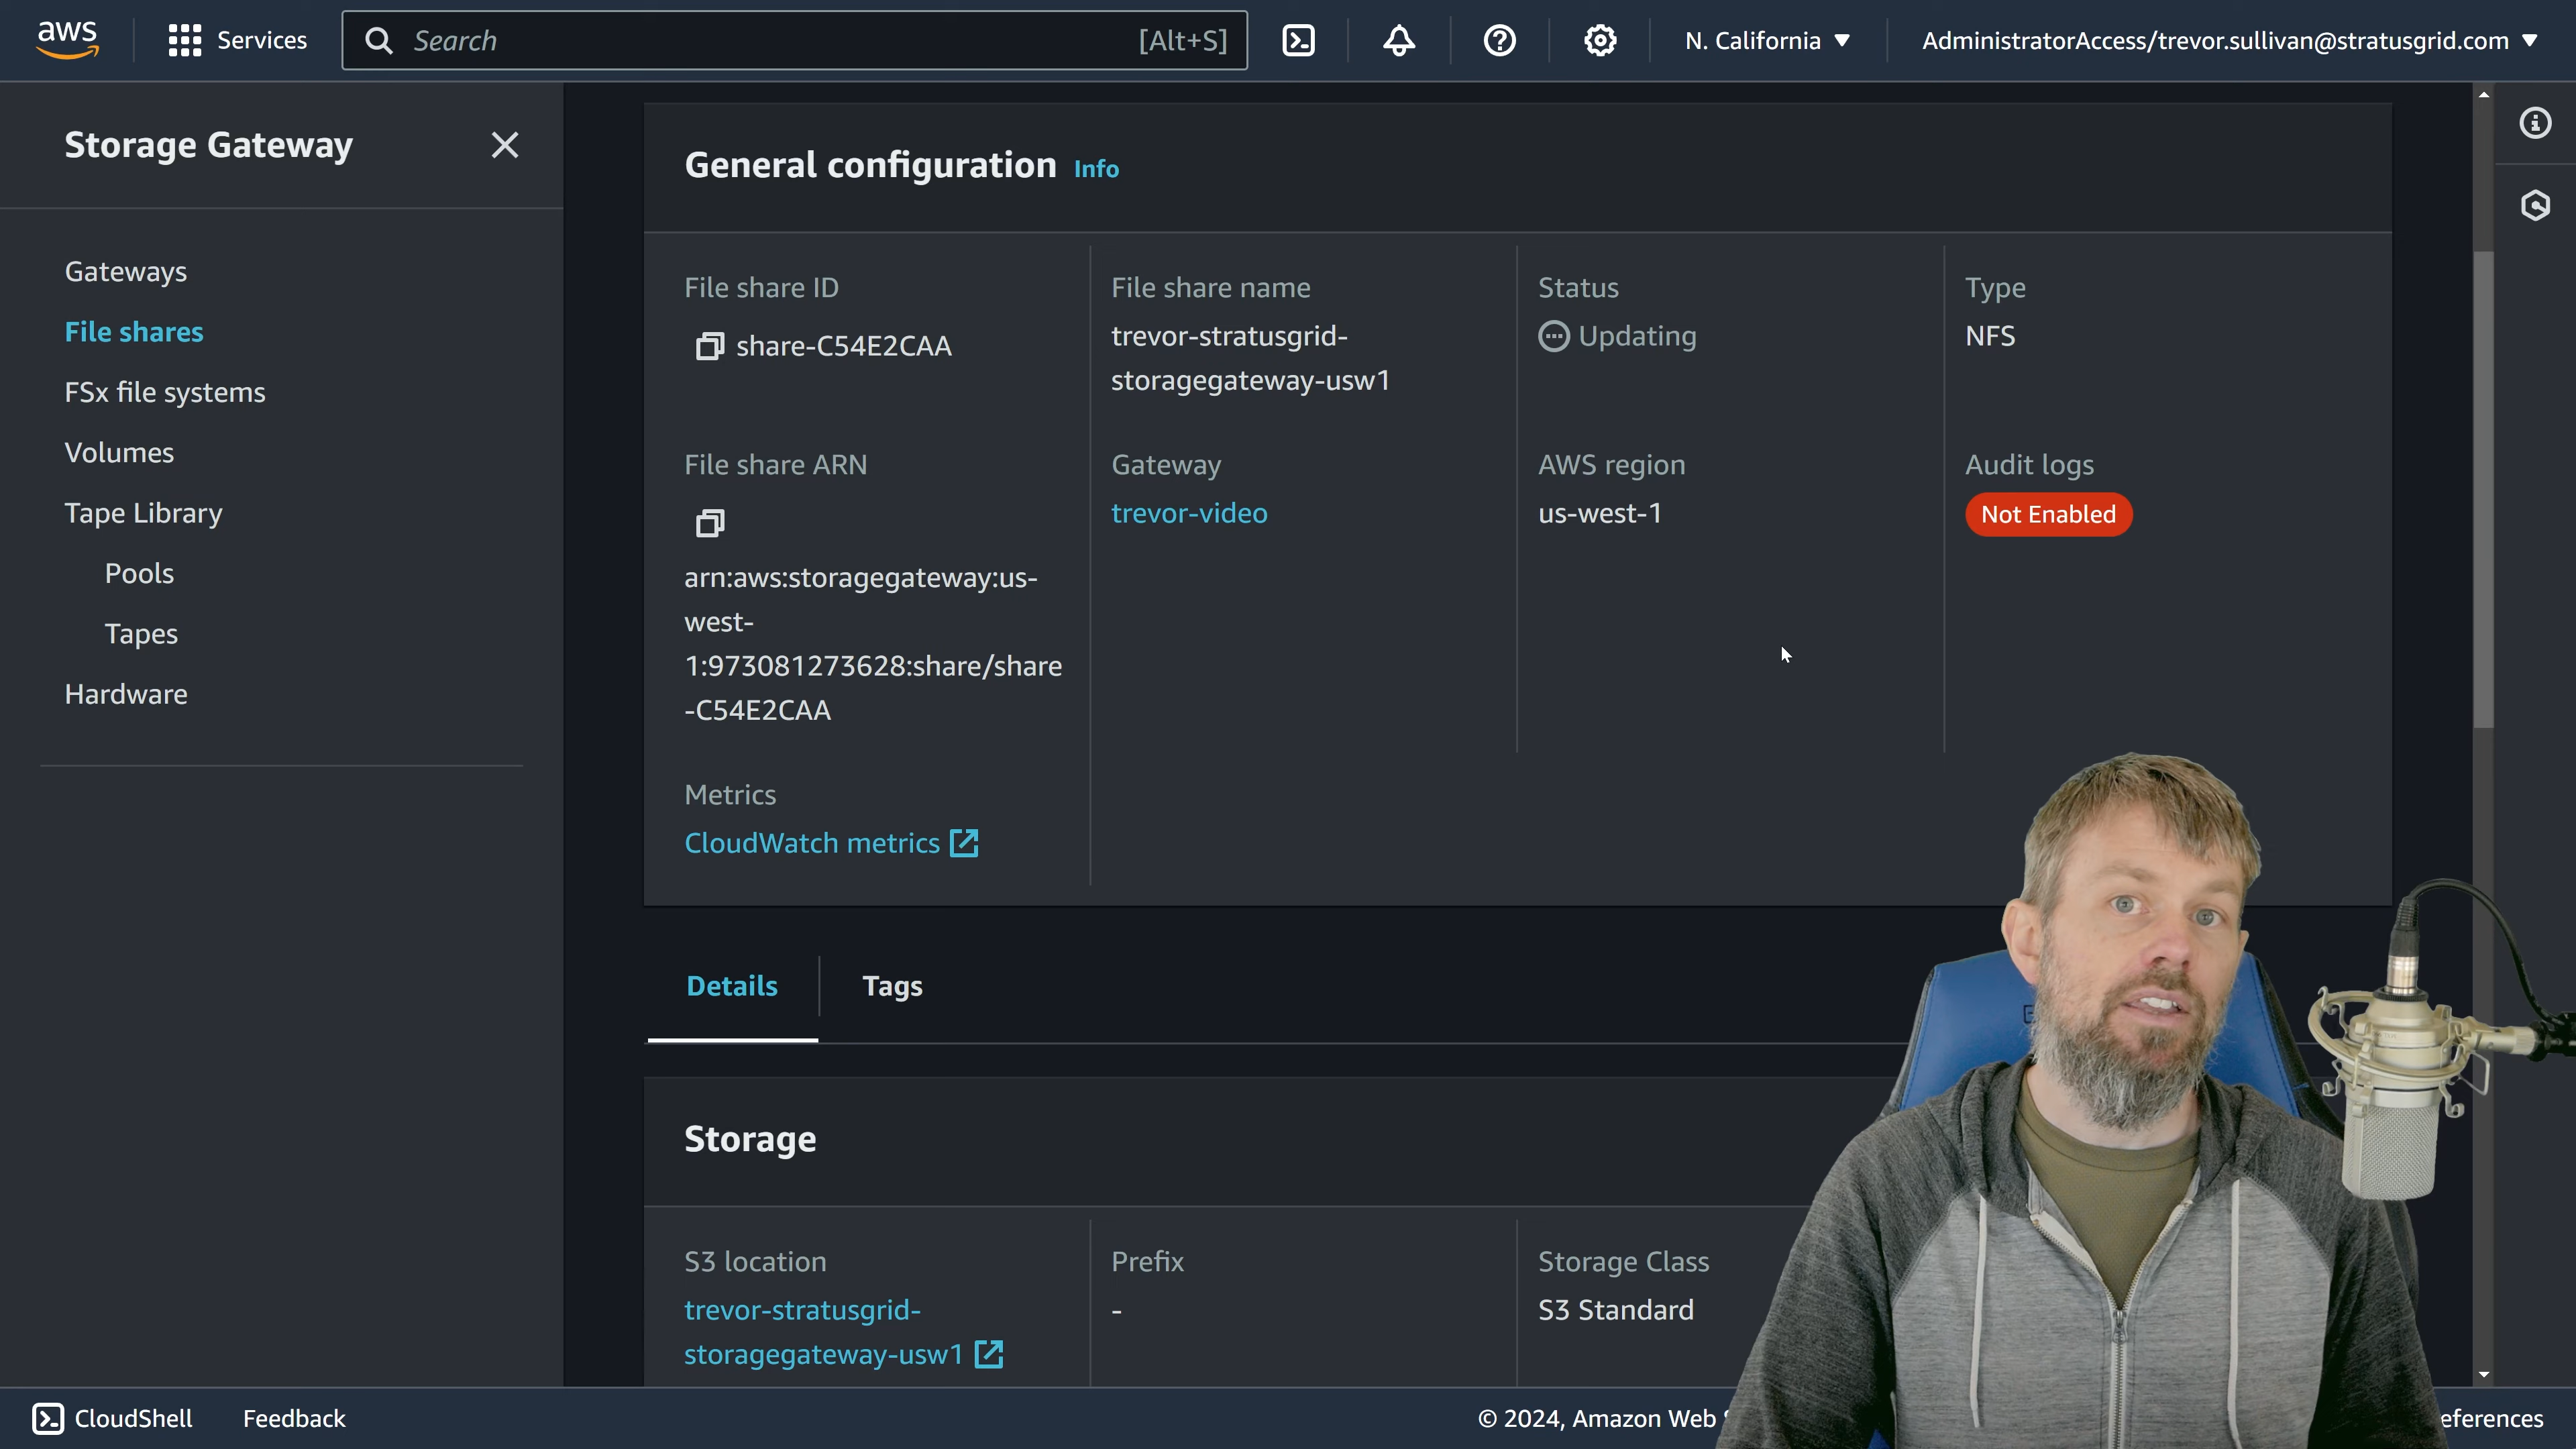 aws
Services
Search
[Alt+S]
N. California
AdministratorAccess/trevor.sullivan@stratusgrid.com
Storage Gateway
Gateways
File shares
FSx file systems
Volumes
Tape Library
Pools
Tapes
Hardware
General configuration Info
File share ID
share-C54E2CAA
File share name
trevor-stratusgrid-
storagegateway-usw1
Status
Updating
Type
NFS
File share ARN
arn:aws:storagegateway:us-
west-
1:973081273628:share/share
-C54E2CAA
Gateway
trevor-video
AWS region
us-west-1
Audit logs
Not Enabled
Metrics
CloudWatch metrics
Details
Tags
Storage
S3 location
trevor-stratusgrid-
storagegateway-usw1
Prefix
-
Storage Class
S3 Standard
CloudShell
Feedback
© 2024, Amazon Web
eferences